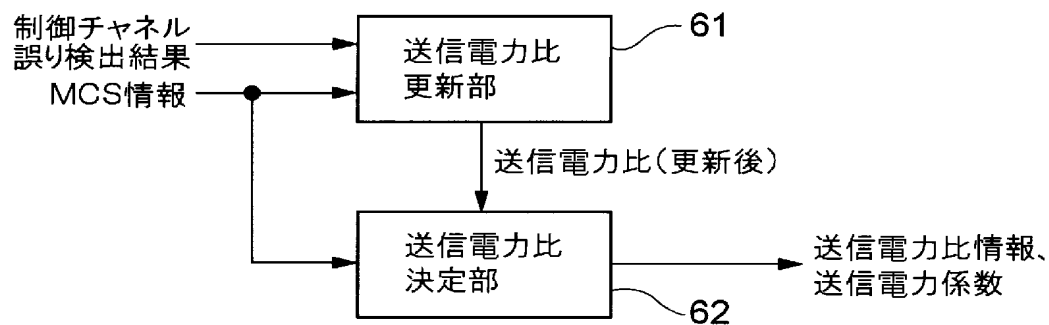 制御チャネル
誤り検出結果
MCS情報
送信電力比
更新部
61
送信電力比(更新後)
送信電力比
決定部
62
送信電力比情報、
送信電力係数